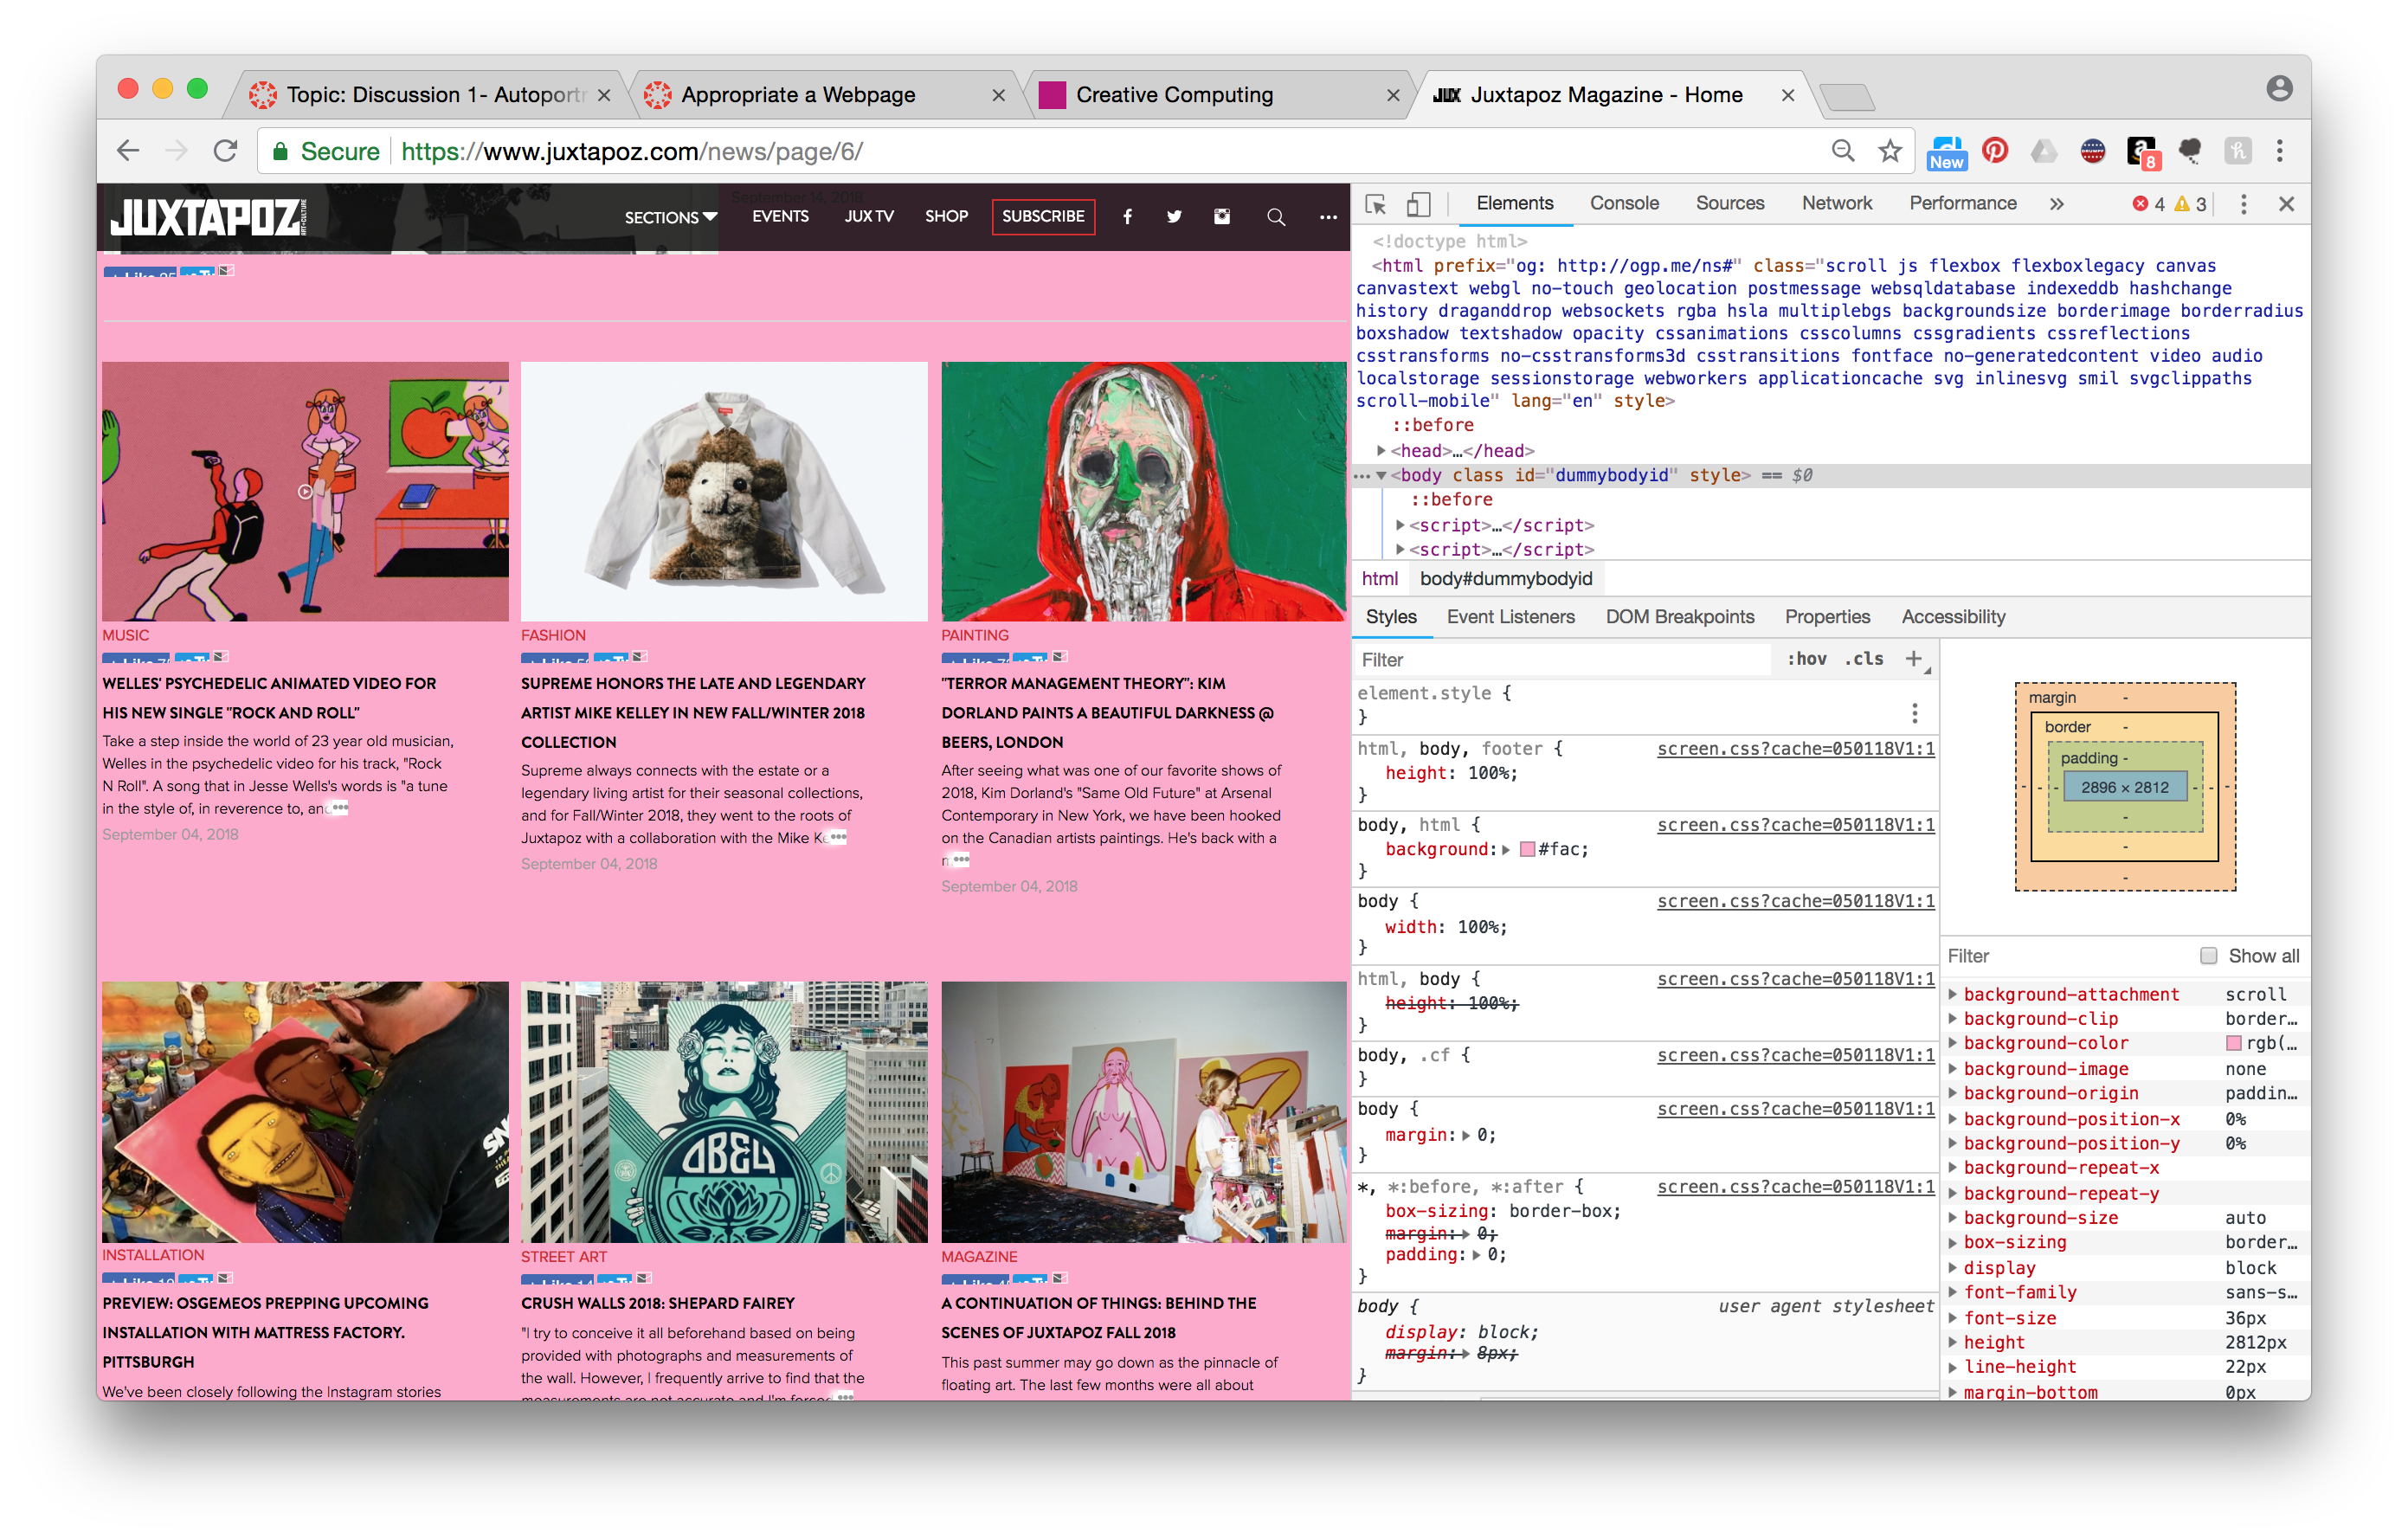 Topic: Discussion 1- Autoportr
Appropriate a Webpage
Creative Computing
JUX Juxtapoz Magazine - Home
Secure https://www.juxtapoz.com/news/page/6/
New
8
September 14, 2018
JUXTAPOZ
ART+CULTURE
SECTIONS
EVENTS
JUX TV
SHOP
SUBSCRIBE
MUSIC
WELLES' PSYCHEDELIC ANIMATED VIDEO FOR
HIS NEW SINGLE "ROCK AND ROLL"
Take a step inside the world of 23 year old musician,
Welles in the psychedelic video for his track, "Rock
N Roll". A song that in Jesse Wells's words is "a tune
in the style of, in reverence to, an
September 04, 2018
FASHION
SUPREME HONORS THE LATE AND LEGENDARY
ARTIST MIKE KELLEY IN NEW FALL/WINTER 2018
COLLECTION
Supreme always connects with the estate or a
legendary living artist for their seasonal collections,
and for Fall/Winter 2018, they went to the roots of
Juxtapoz with a collaboration with the Mike Ke
September 04, 2018
PAINTING
"TERROR MANAGEMENT THEORY": KIM
DORLAND PAINTS A BEAUTIFUL DARKNESS @
BEERS, LONDON
After seeing what was one of our favorite shows of
2018, Kim Dorland's "Same Old Future" at Arsenal
Contemporary in New York, we have been hooked
on the Canadian artists paintings. He's back with a
September 04, 2018
OBEY
INSTALLATION
PREVIEW: OSGEMEOS PREPPING UPCOMING
INSTALLATION WITH MATTRESS FACTORY.
PITTSBURGH
We've been closely following the Instagram stories
STREET ART
CRUSH WALLS 2018: SHEPARD FAIREY
"I try to conceive it all beforehand based on being
provided with photographs and measurements of
the wall. However, I frequently arrive to find that the
measurements are not accurate and I'm forced
MAGAZINE
A CONTINUATION OF THINGS: BEHIND THE
SCENES OF JUXTAPOZ FALL 2018
This past summer may go down as the pinnacle of
floating art. The last few months were all about
Elements
Console
Sources
Network
Performance
4
3
<!doctype html>
<html prefix="og: http://ogp.me/ns#" class="scroll js flexbox flexboxlegacy canvas
canvastext webgl no-touch geolocation postmessage websqldatabase indexeddb hashchange
history draganddrop websockets rgba hsla multiplebgs backgroundsize borderimage borderradius
boxshadow textshadow opacity cssanimations csscolumns cssgradients cssreflections
csstransforms no-csstransforms3d csstransitions fontface no-generatedcontent video audio
localstorage sessionstorage webworkers applicationcache svg inlinesvg smil svgclippaths
scroll-mobile" lang="en" style>
::before
<head>…</head>
<body class id="dummybodyid" style> == $0
::before
<script>…</script>
<script>…</script>
html
body#dummybodyid
Styles
Event Listeners
DOM Breakpoints
Properties
Accessibility
Filter
:hov
.cls
element.style {
}
html, body, footer { screen.css?cache=050118V1:1
height: 100%;
}
body, html { screen.css?cache=050118V1:1
background: #fac;
}
body { screen.css?cache=050118V1:1
width: 100%;
}
html, body { screen.css?cache=050118V1:1
height: 100%;
}
body, .cf { screen.css?cache=050118V1:1
}
body { screen.css?cache=050118V1:1
margin: 0;
}
*, *:before, *:after { screen.css?cache=050118V1:1
box-sizing: border-box;
margin: 0;
padding: 0;
}
body { user agent stylesheet
display: block;
margin: 8px;
}
margin -
border -
padding -
2896 × 2812
Filter
Show all
background-attachment scroll
background-clip border…
background-color rgb(…
background-image none
background-origin paddin…
background-position-x 0%
background-position-y 0%
background-repeat-x
background-repeat-y
background-size auto
box-sizing border…
display block
font-family sans-s…
font-size 36px
height 2812px
line-height 22px
margin-bottom 0px